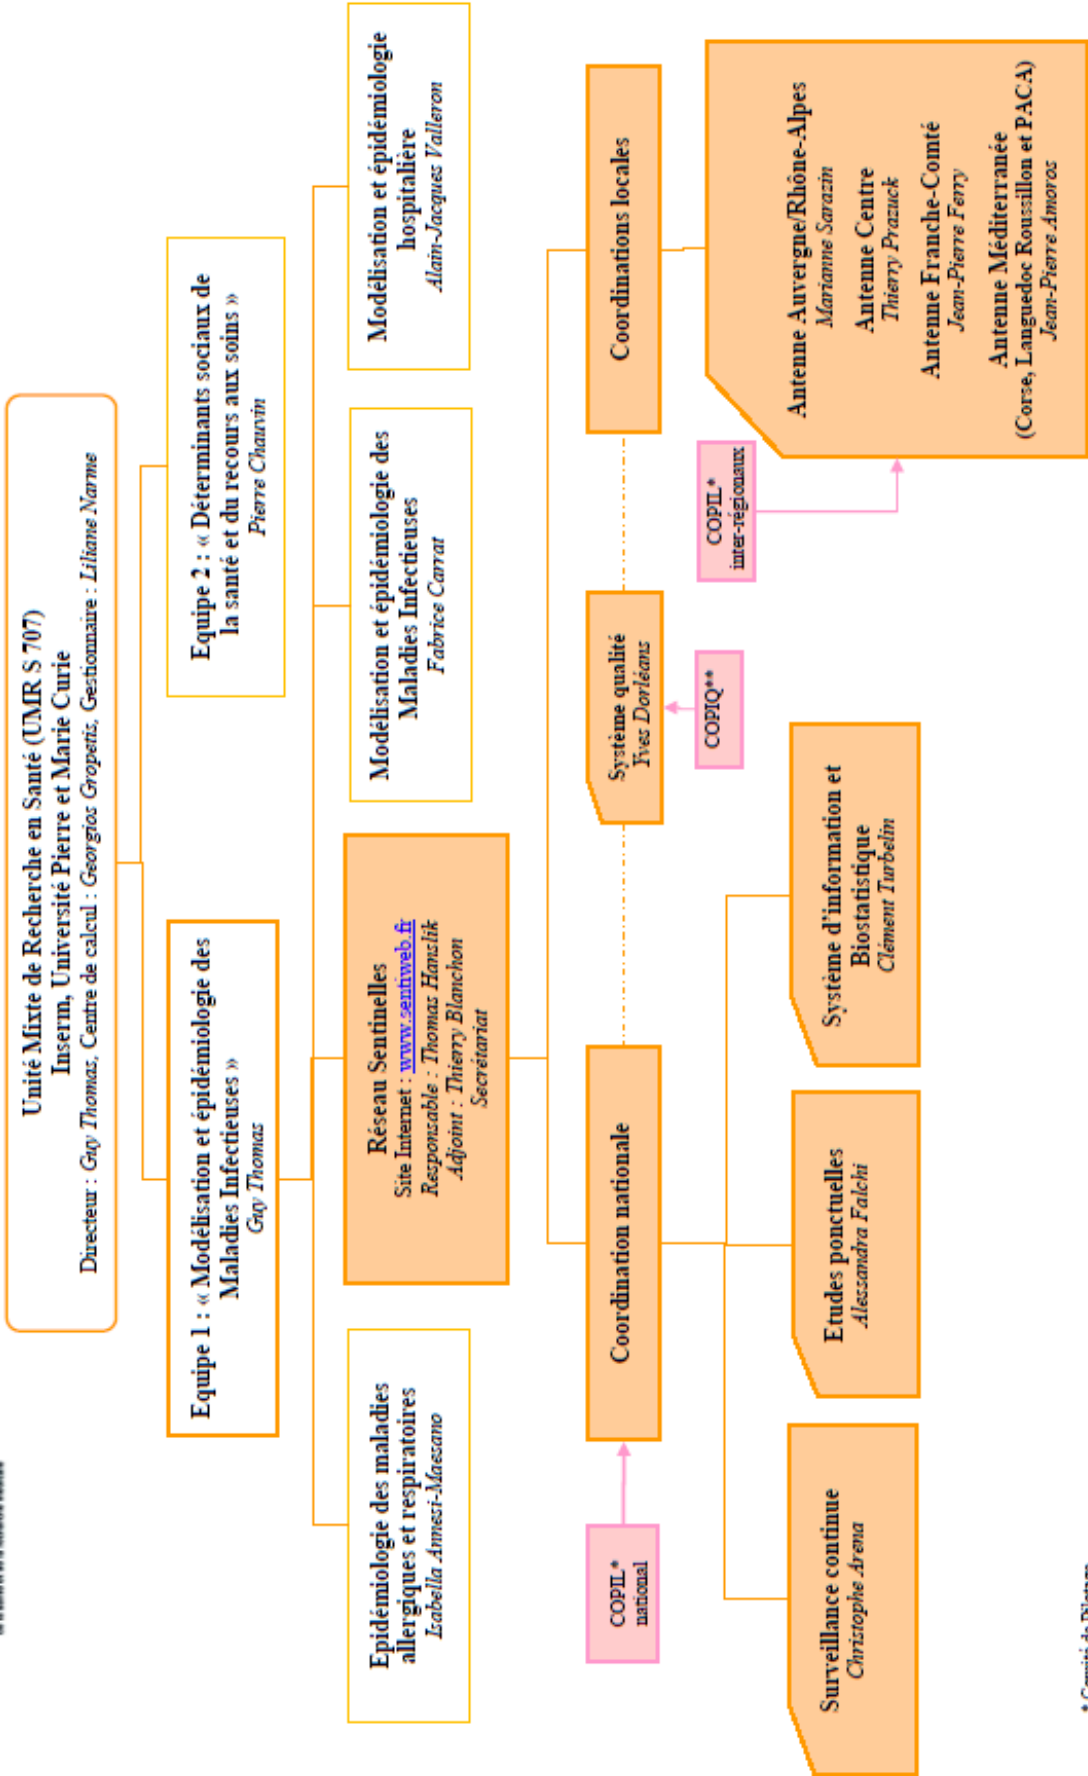 Unité Mixte de Recherche en Santé (UMR S 707)
Inserm, Université Pierre et Marie Curie
Directeur : Guy Thomas, Centre de calcul : Georgios Gropetis, Gestionnaire : Liliane Narme
Equipe 1 : « Modélisation et épidémiologie des
Maladies Infectieuses »
Guy Thomas
Equipe 2 : « Déterminants sociaux de
la santé et du recours aux soins »
Pierre Chauvin
Epidémiologie des maladies
allergiques et respiratoires
Isabella Annesi-Maesano
Réseau Sentinelles
Site Internet : www.sentiweb.fr
Responsable : Thomas Hanslik
Adjoint : Thierry Blanchon
Secrétariat
Modélisation et épidémiologie des
Maladies Infectieuses
Fabrice Carrat
Modélisation et épidémiologie
hospitalière
Alain-Jacques Valleron
COPIL*
national
Coordination nationale
Système qualité
Yves Dorléans
Coordinations locales
COPIQ**
COPIL*
inter-régionaux
Surveillance continue
Christophe Arena
Etudes ponctuelles
Alessandra Falchi
Système d'information et
Biostatistique
Clément Turbelin
Antenne Auvergne/Rhône-Alpes
Marianne Sarazin
Antenne Centre
Thierry Prazuck
Antenne Franche-Comté
Jean-Pierre Ferry
Antenne Méditerranée
(Corse, Languedoc Roussillon et PACA)
Jean-Pierre Amoros
* Comité de Pilotage